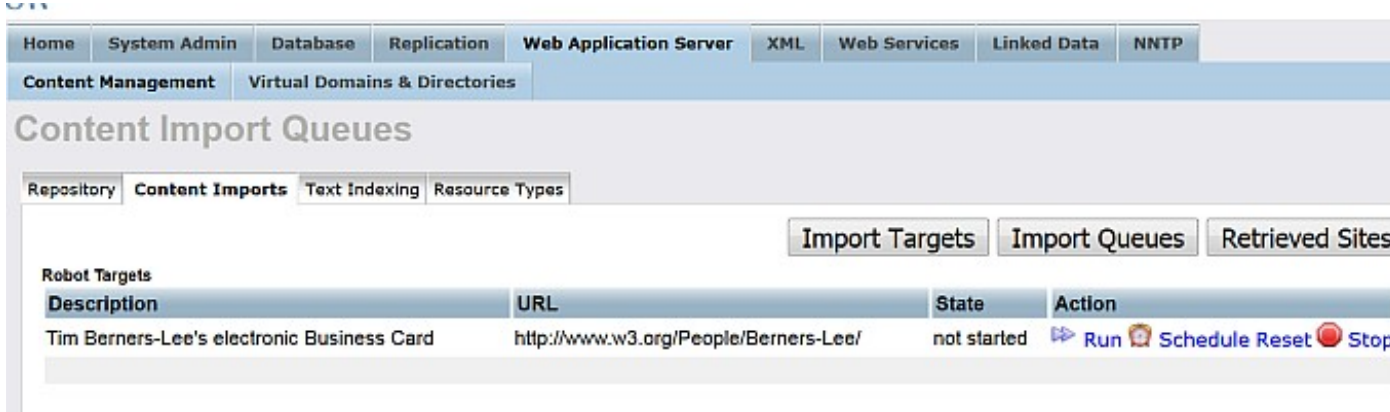 Home System Admin Database Replication Web Application Server XML Web Services Linked Data NNTP
Content Management Virtual Domains & Directories
Content Import Queues
Repository Content Imports Text Indexing Resource Types
Import Targets Import Queues Retrieved Sites
Robot Targets
Description URL State Action
Tim Berners-Lee's electronic Business Card http://www.w3.org/People/Berners-Lee/ not started Run Schedule Reset Stop